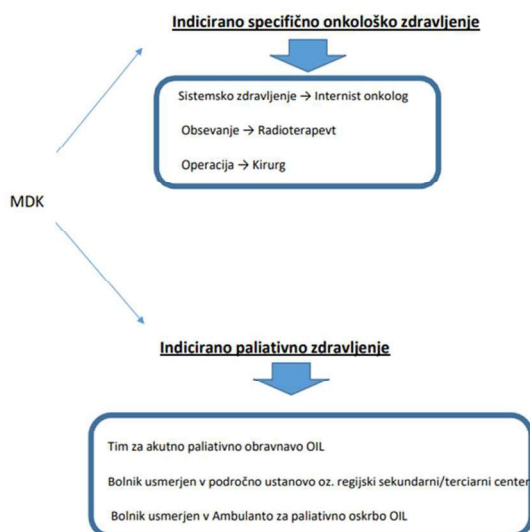 Indicirano specifično onkološko zdravljenje
Sistemsko zdravljenje → Internist onkolog
Obsevanje → Radioterapevt
Operacija → Kirurg
MDK
Indicirano paliativno zdravljenje
Tim za akutno paliativno obravnavo OIL
Bolnik usmerjen v področno ustanovo oz. regijski sekundarni/terciarni center
Bolnik usmerjen v Ambulanto za paliativno oskrbo OIL